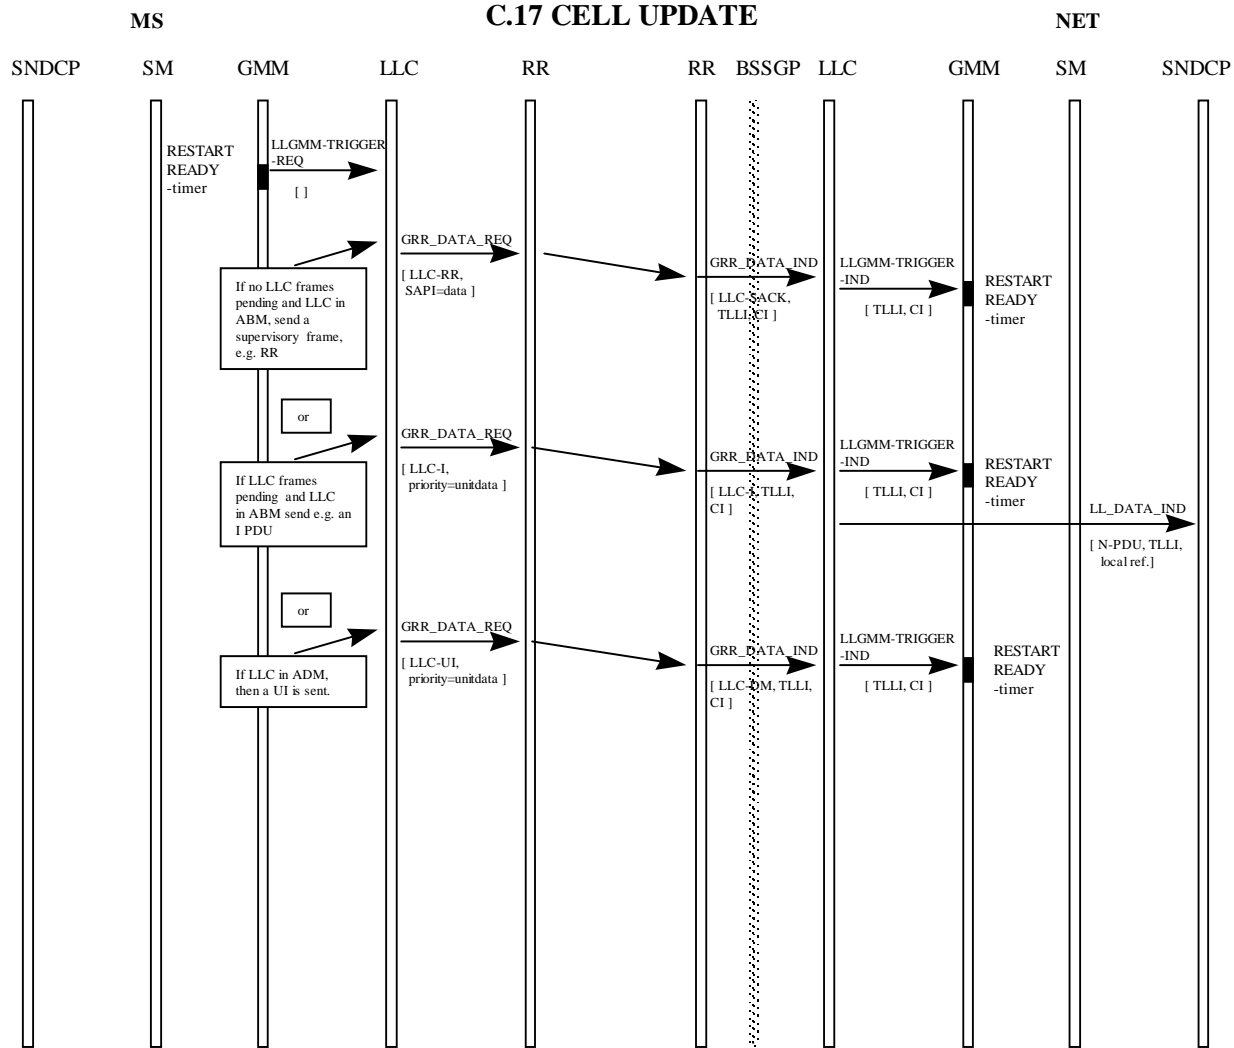 C.17 CELL UPDATE
MS
NET
SNDCP SM GMM LLC RR RR BSSGP LLC GMM SM SNDCP
RESTART
READY
-timer
LLGMM-TRIGGER
-REQ
[ ]
GRR_DATA_REQ
[ LLC-RR,
SAPI=data ]
GRR_DATA_IND
[ LLC-SACK,
TLLI, CI ]
LLGMM-TRIGGER
-IND
[ TLLI, CI ]
RESTART
READY
-timer
If no LLC frames
pending and LLC in
ABM, send a
supervisory frame,
e.g. RR
or
GRR_DATA_REQ
[ LLC-I,
priority=unitdata ]
GRR_DATA_IND
[ LLC-I, TLLI,
CI ]
LLGMM-TRIGGER
-IND
[ TLLI, CI ]
RESTART
READY
-timer
If LLC frames
pending and LLC
in ABM send e.g. an
I PDU
LL_DATA_IND
[ N-PDU, TLLI,
local ref.]
or
GRR_DATA_REQ
[ LLC-UI,
priority=unitdata ]
GRR_DATA_IND
[ LLC-DM, TLLI,
CI ]
LLGMM-TRIGGER
-IND
[ TLLI, CI ]
RESTART
READY
-timer
If LLC in ADM,
then a UI is sent.